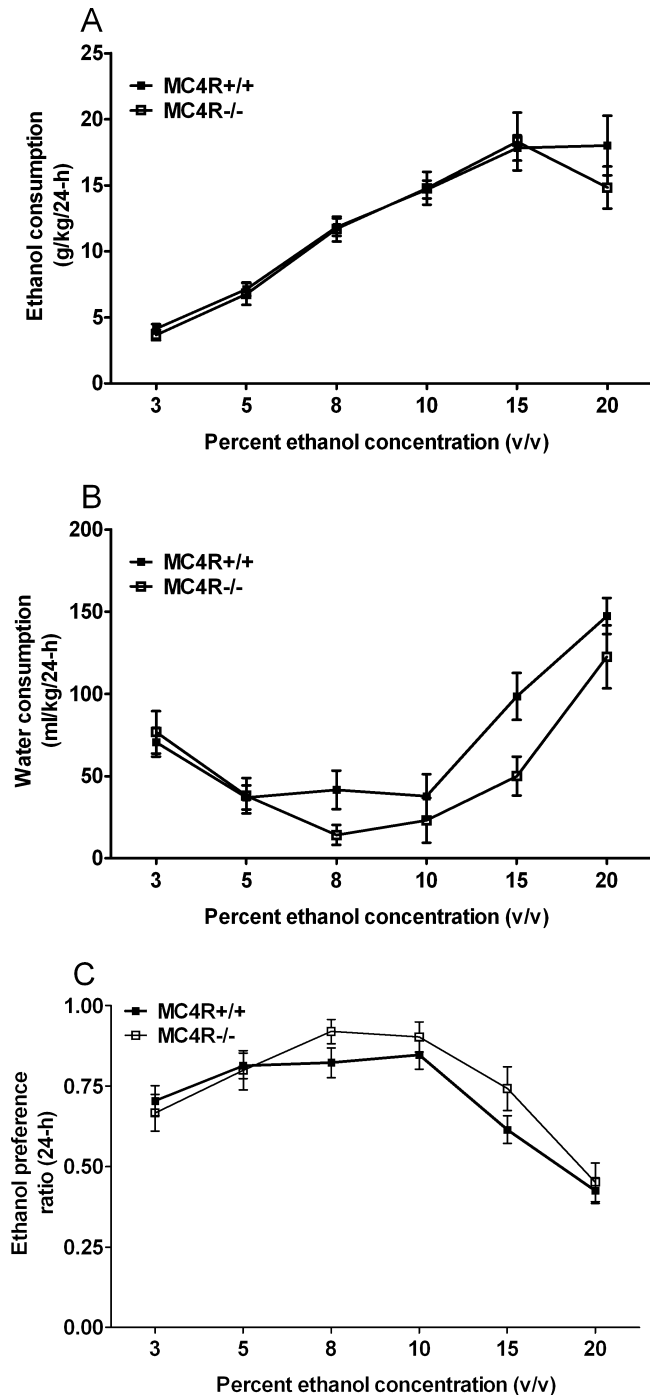 A
25
20
15
10
5
0
MC4R+/+
MC4R-/-
Ethanol consumption
(g/kg/24-h)
3 5 8 10 15 20
Percent ethanol concentration (v/v)
B
200
150
100
50
0
MC4R+/+
MC4R-/-
Water consumption
(ml/kg/24-h)
3 5 8 10 15 20
Percent ethanol concentration (v/v)
C
1.00
0.75
0.50
0.25
0.00
MC4R+/+
MC4R-/-
Ethanol preference
ratio (24-h)
3 5 8 10 15 20
Percent ethanol concentration (v/v)